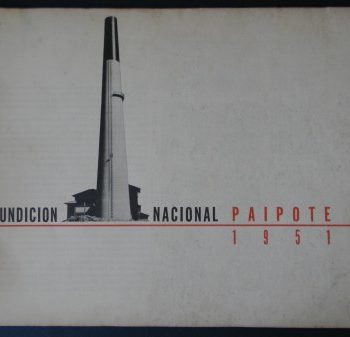 UNDICION NACIONAL PAIPOTE
1951